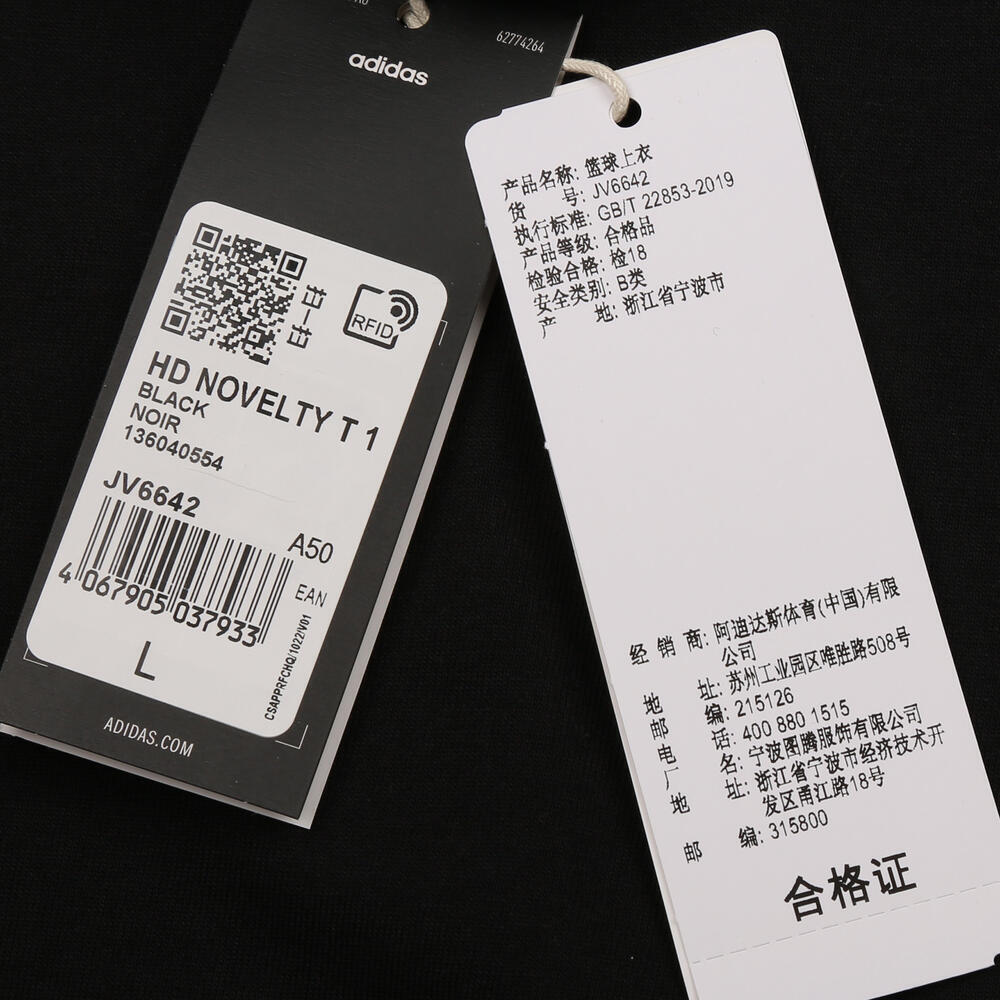 62774264
adidas
RFID
HD NOVELTY T 1
BLACK
NOIR
136040554
JV6642
A50
4 067905 037933
EAN
L
CSAPPRFCHQ/1022/V01
ADIDAS.COM
产品名称: 篮球上衣
货 号: JV6642
执行标准: GB/T 22853-2019
产品等级: 合格品
检验合格: 检18
安全类别: B类
产 地: 浙江省宁波市
经 销 商: 阿迪达斯体育(中国)有限
公司
地 址: 苏州工业园区唯胜路508号
邮 编: 215126
电 话: 400 880 1515
厂 名: 宁波图腾服饰有限公司
地 址: 浙江省宁波市经济技术开
发区甬江路18号
邮 编: 315800
合格证